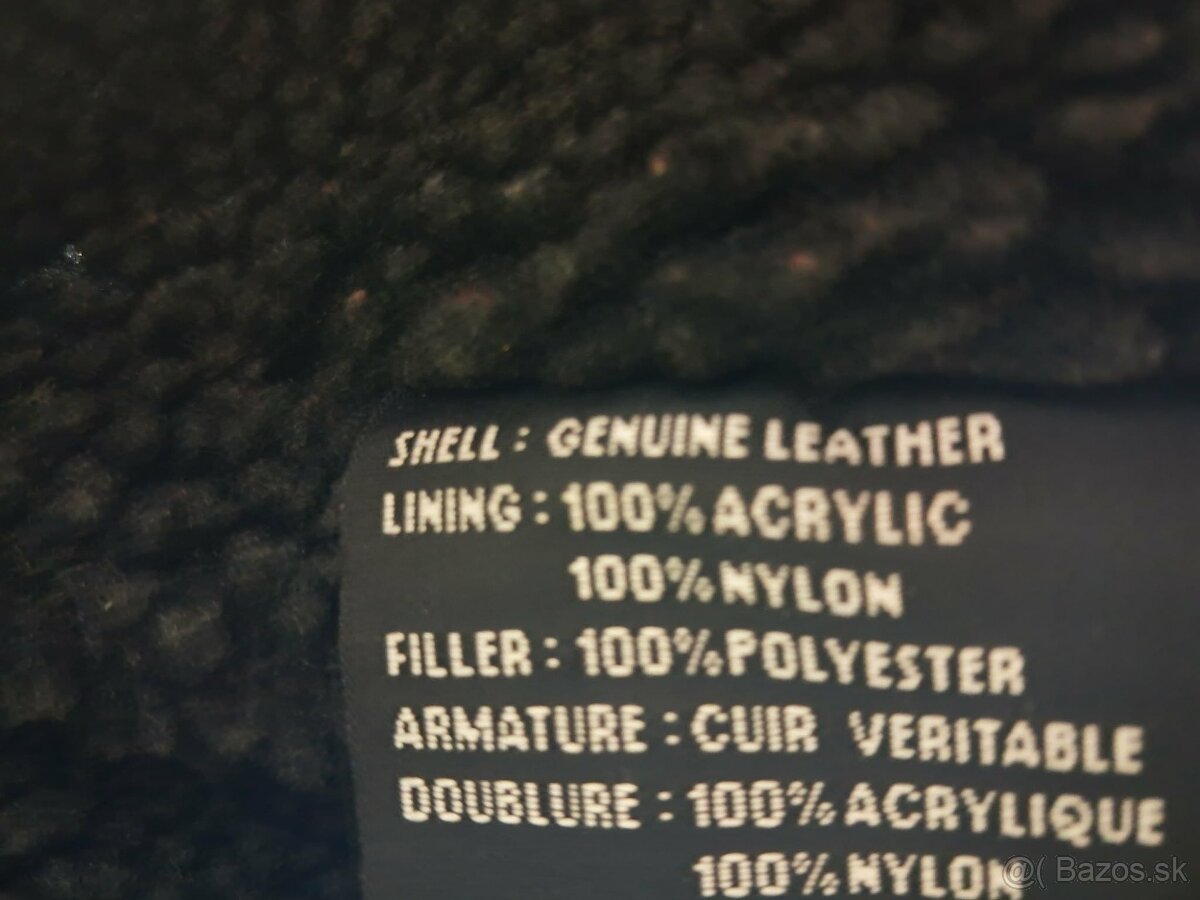 SHELL : GENUINE LEATHER
LINING : 100% ACRYLIC
100% NYLON
FILLER : 100% POLYESTER
ARMATURE : CUIR VERITABLE
DOUBLURE : 100% ACRYLIQUE
100% NYLON
@( Bazos.sk